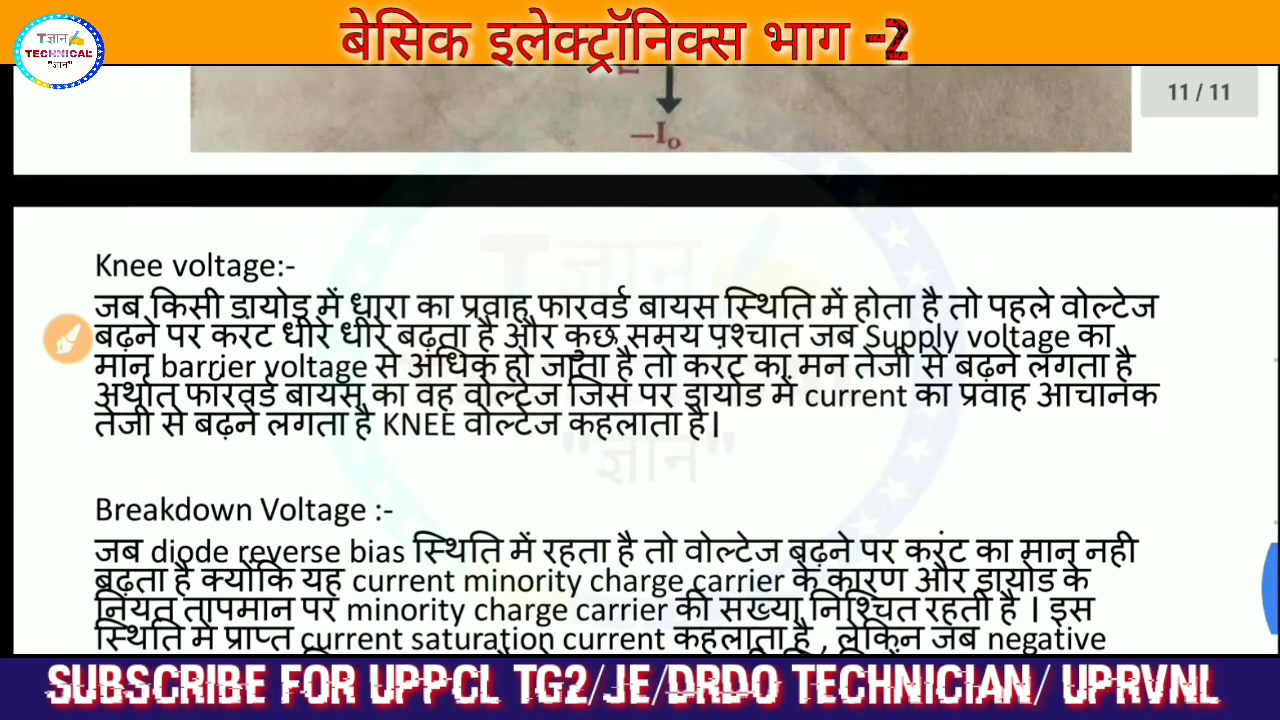 बेसिक इलेक्ट्रॉनिक्स भाग -2
Tज्ञान
TECHNICAL
"ज्ञान"
11 / 11
–I₀
Knee voltage:-
जब किसी डायोड में धारा का प्रवाह फारवर्ड बायस स्थिति में होता है तो पहले वोल्टेज
बढ़ने पर करंट धीरे धीरे बढ़ता है और कुछ समय पश्चात जब Supply voltage का
मान barrier voltage से अधिक हो जाता है तो करंट का मन तेजी से बढ़ने लगता है
अर्थात फॉरवर्ड बायस का वह वोल्टेज जिस पर डायोड में current का प्रवाह आचानक
तेजी से बढ़ने लगता है KNEE वोल्टेज कहलाता है।
Breakdown Voltage :-
जब diode reverse bias स्थिति में रहता है तो वोल्टेज बढ़ने पर करंट का मान नही
बढ़ता है क्योंकि यह current minority charge carrier के कारण और डायोड के
नियत तापमान पर minority charge carrier की संख्या निश्चित रहती है । इस
स्थिति में प्राप्त current saturation current कहलाता है , लेकिन जब negative
SUBSCRIBE FOR UPPCL TG2/JE/DRDO TECHNICIAN/ UPRVNL